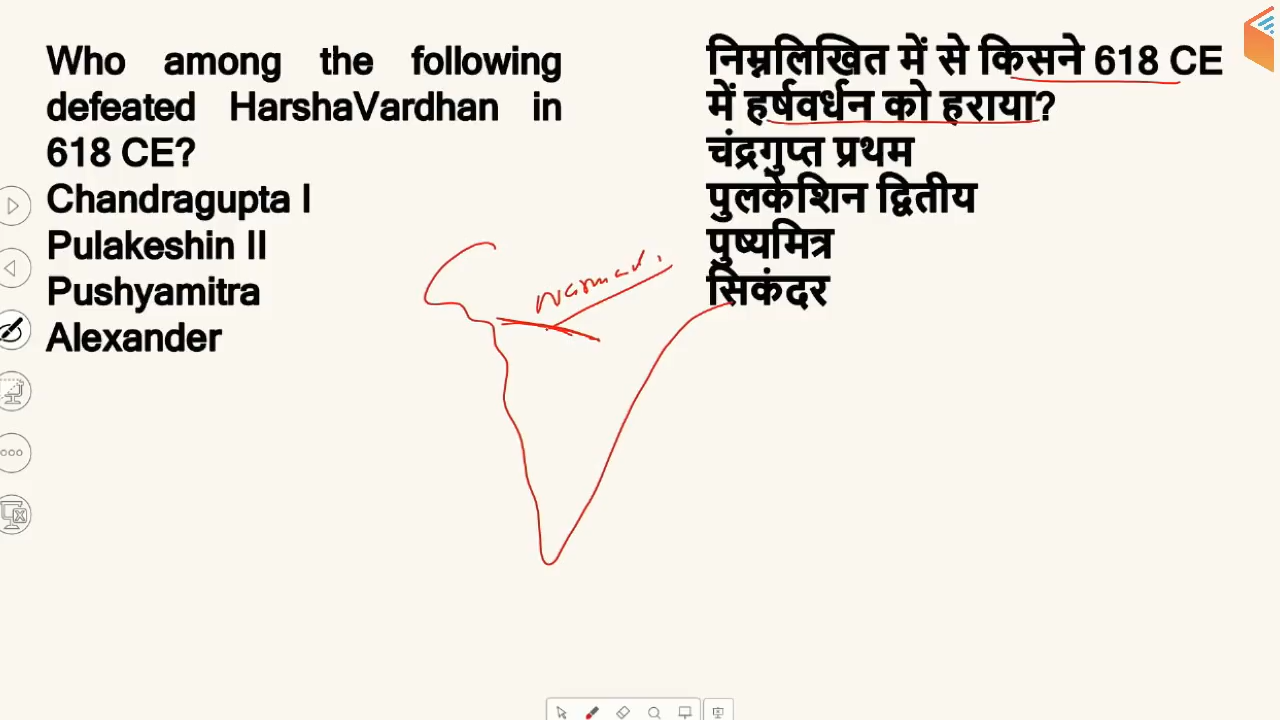 Who among the following
defeated HarshaVardhan in
618 CE?
Chandragupta I
Pulakeshin II
Pushyamitra
Alexander
निम्नलिखित में से किसने 618 CE
में हर्षवर्धन को हराया?
चंद्रगुप्त प्रथम
पुलकेशिन द्वितीय
पुष्यमित्र
सिकंदर